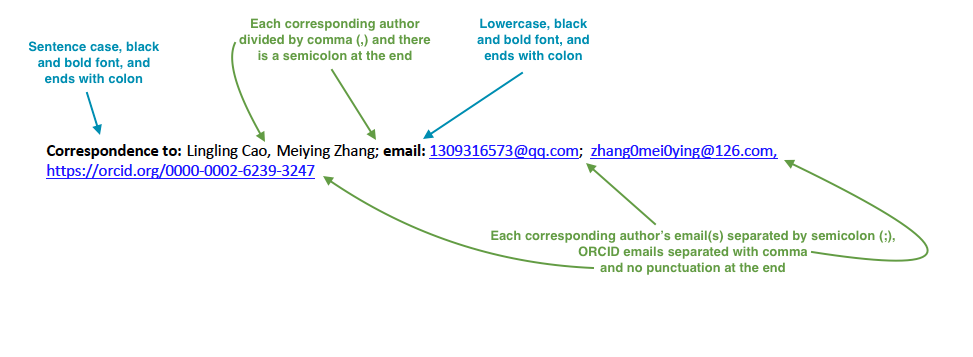 Each corresponding author
divided by comma (,) and there
is a semicolon at the end
Lowercase, black
and bold font, and
ends with colon
Sentence case, black
and bold font, and
ends with colon
Correspondence to: Lingling Cao, Meiying Zhang; email: 1309316573@qq.com; zhang0mei0ying@126.com,
https://orcid.org/0000-0002-6239-3247
Each corresponding author's email(s) separated by semicolon (;),
ORCID emails separated with comma
and no punctuation at the end